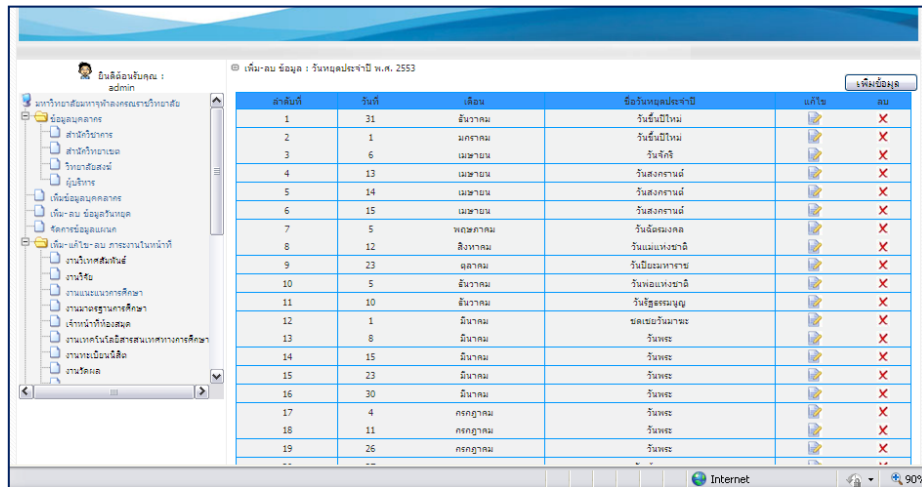 ยินดีต้อนรับคุณ :
admin
มหาวิทยาลัยมหาจุฬาลงกรณราชวิทยาลัย
ข้อมูลบุคลากร
สำนักวิชาการ
สำนักวิทยาเขต
วิทยาลัยสงฆ์
ผู้บริหาร
เพิ่มข้อมูลบุคลากร
เพิ่ม-ลบ ข้อมูลวันหยุด
จัดการข้อมูลแผนก
เพิ่ม-แก้ไข-ลบ ภาระงานในหน้าที่
งานวิเทศสัมพันธ์
งานวิจัย
งานแนะแนวการศึกษา
งานมาตรฐานการศึกษา
เจ้าหน้าที่ห้องสมุด
งานเทคโนโลยีสารสนเทศทางการศึกษา
งานทะเบียนนิสิต
งานวัดผล
เพิ่ม-ลบ ข้อมูล : วันหยุดประจำปี พ.ศ. 2553
เพิ่มข้อมูล
ลำดับที่ วันที่ เดือน ชื่อวันหยุดประจำปี แก้ไข ลบ
1 31 ธันวาคม วันขึ้นปีใหม่
2 1 มกราคม วันขึ้นปีใหม่
3 6 เมษายน วันจักรี
4 13 เมษายน วันสงกรานต์
5 14 เมษายน วันสงกรานต์
6 15 เมษายน วันสงกรานต์
7 5 พฤษภาคม วันฉัตรมงคล
8 12 สิงหาคม วันแม่แห่งชาติ
9 23 ตุลาคม วันปิยะมหาราช
10 5 ธันวาคม วันพ่อแห่งชาติ
11 10 ธันวาคม วันรัฐธรรมนูญ
12 1 มีนาคม ชดเชยวันมาฆะ
13 8 มีนาคม วันพระ
14 15 มีนาคม วันพระ
15 23 มีนาคม วันพระ
16 30 มีนาคม วันพระ
17 4 กรกฎาคม วันพระ
18 11 กรกฎาคม วันพระ
19 26 กรกฎาคม วันพระ
Internet
90%